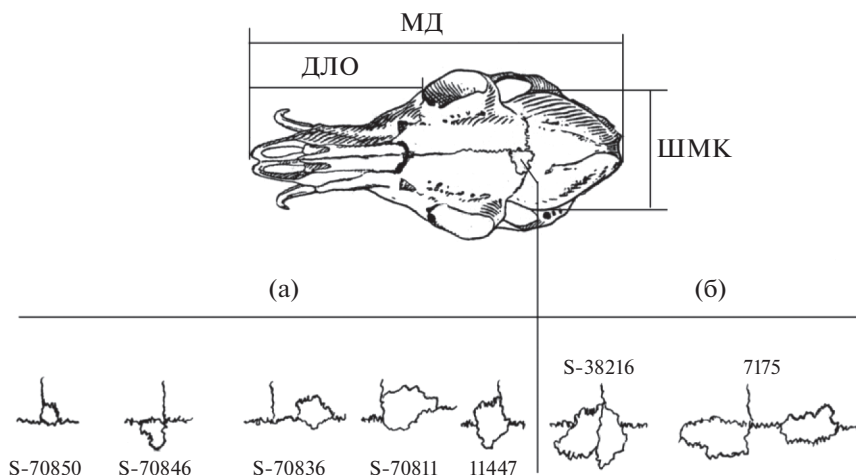 МД
ДЛО
ШМК
(а)
(б)
S-38216
7175
S-70850
S-70846
S-70836
S-70811
11447